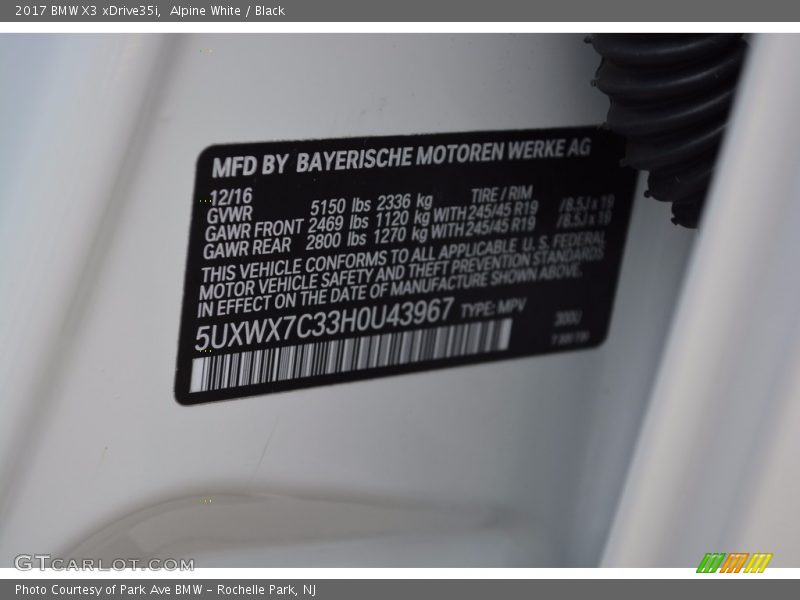 2017 BMW X3 xDrive35i, Alpine White / Black
MFD BY BAYERISCHE MOTOREN WERKE AG
12/16 TIRE / RIM
GVWR 5150 lbs 2336 kg
GAWR FRONT 2469 lbs 1120 kg WITH 245/45 R19 /8.5J x 19
GAWR REAR 2800 lbs 1270 kg WITH 245/45 R19 /8.5J x 19
THIS VEHICLE CONFORMS TO ALL APPLICABLE U. S. FEDERAL
MOTOR VEHICLE SAFETY AND THEFT PREVENTION STANDARDS
IN EFFECT ON THE DATE OF MANUFACTURE SHOWN ABOVE.
5UXWX7C33H0U43967 TYPE: MPV
300U
GTCARLOT.COM
Photo Courtesy of Park Ave BMW - Rochelle Park, NJ